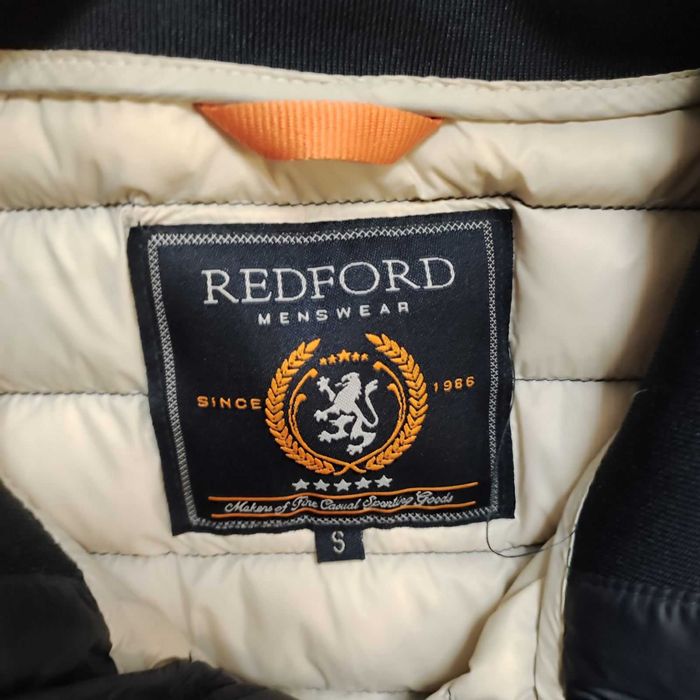 REDFORD
MENSWEAR
SINCE 1986
Makers of Fine Casual Sporting Goods
S